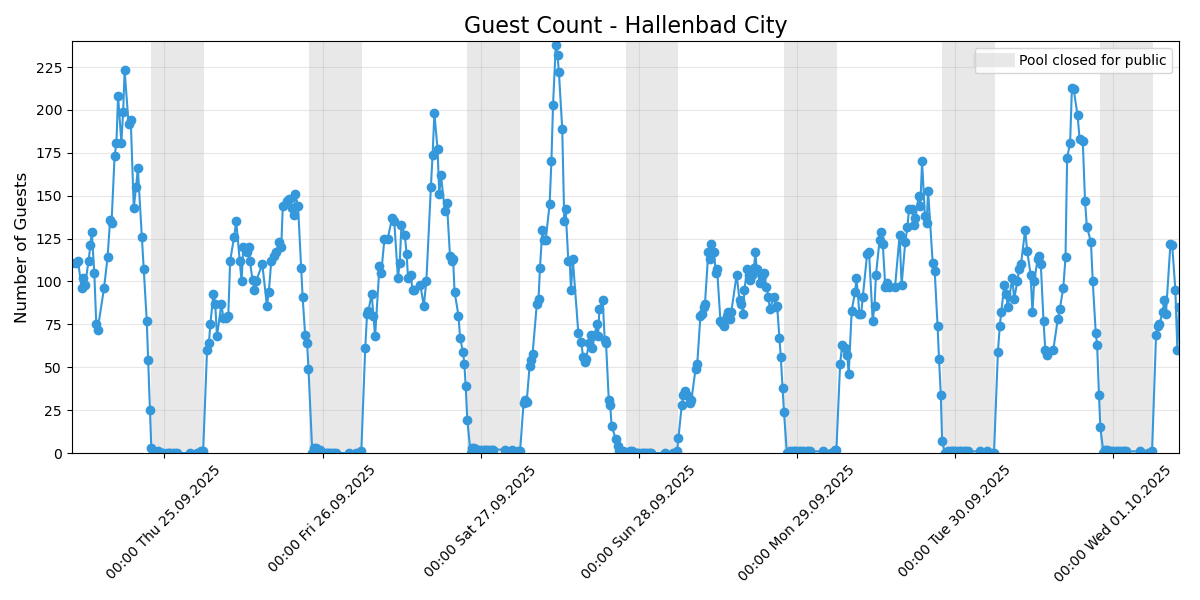 Guest Count - Hallenbad City
Pool closed for public
Number of Guests
225
200
175
150
125
100
75
50
25
0
00:00 Thu 25.09.2025
00:00 Fri 26.09.2025
00:00 Sat 27.09.2025
00:00 Sun 28.09.2025
00:00 Mon 29.09.2025
00:00 Tue 30.09.2025
00:00 Wed 01.10.2025